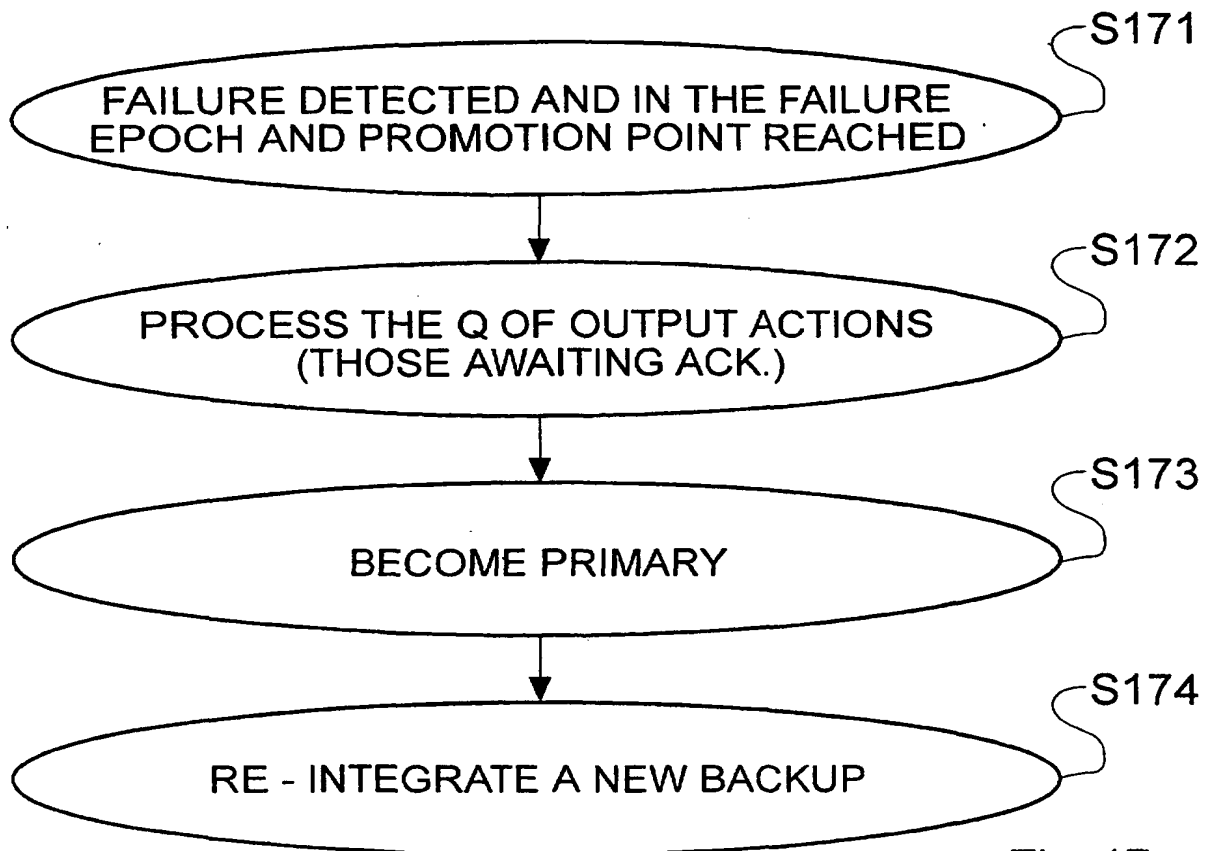 S171
FAILURE DETECTED AND IN THE FAILURE
EPOCH AND PROMOTION POINT REACHED
S172
PROCESS THE Q OF OUTPUT ACTIONS
(THOSE AWAITING ACK.)
S173
BECOME PRIMARY
S174
RE - INTEGRATE A NEW BACKUP